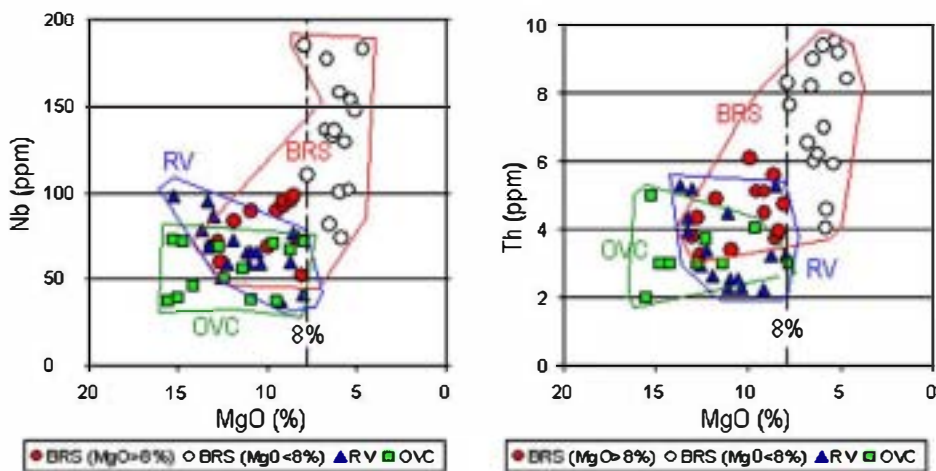 200
150
100
50
0
Nb (ppm)
RV
BRS
OVC
8%
20 15 10 5 0
MgO (%)
BRS (MgO>8%) BRS (MgO<8%) RV OVC
10
8
6
4
2
0
Th (ppm)
BRS
OVC
RV
8%
20 15 10 5 0
MgO (%)
BRS (MgO>8%) BRS (MgO<8%) RV OVC